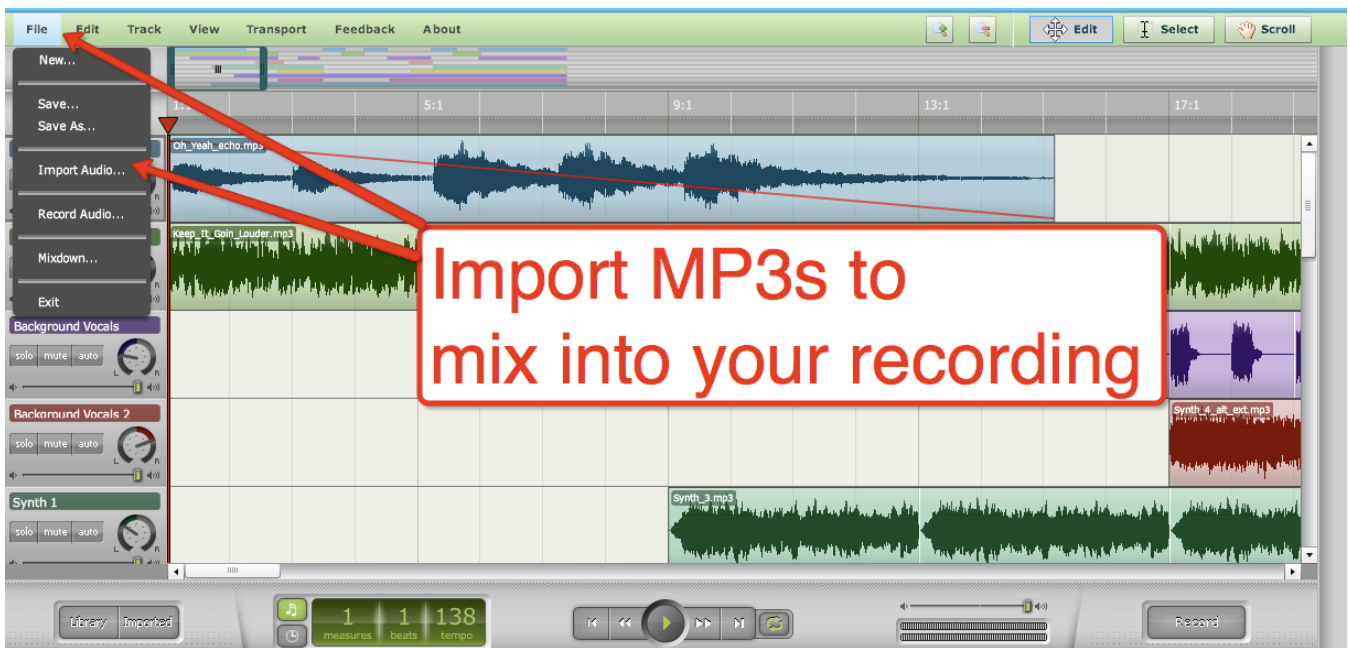 File Edit Track View Transport Feedback About Edit Select Scroll
New...
Save...
Save As...
Import Audio...
Record Audio...
Mixdown...
Exit
5:1 9:1 13:1 17:1
Oh_Yeah_echo.mp3
Keep_It_Goin_Louder.mp3
Import MP3s to
mix into your recording
Background Vocals
solo mute auto
L R
Background Vocals 2
solo mute auto
L R
Synth_4_alt_ext.mp3
Synth 1
solo mute auto
L R
Synth_3.mp3
Library Imported
1 1 138
measures beats tempo
Record